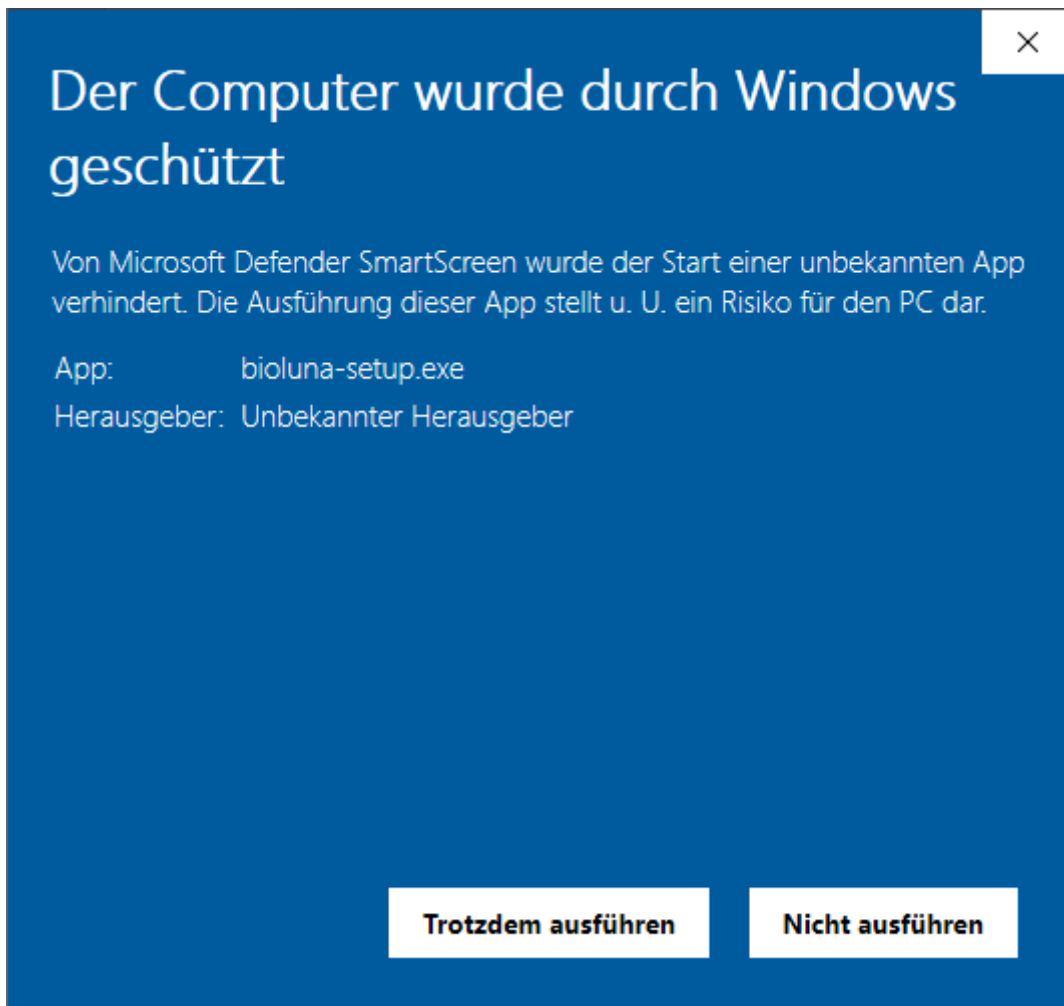 Der Computer wurde durch Windows
geschützt
Von Microsoft Defender SmartScreen wurde der Start einer unbekannten App
verhindert. Die Ausführung dieser App stellt u. U. ein Risiko für den PC dar.
App: bioluna-setup.exe
Herausgeber: Unbekannter Herausgeber
Trotzdem ausführen Nicht ausführen